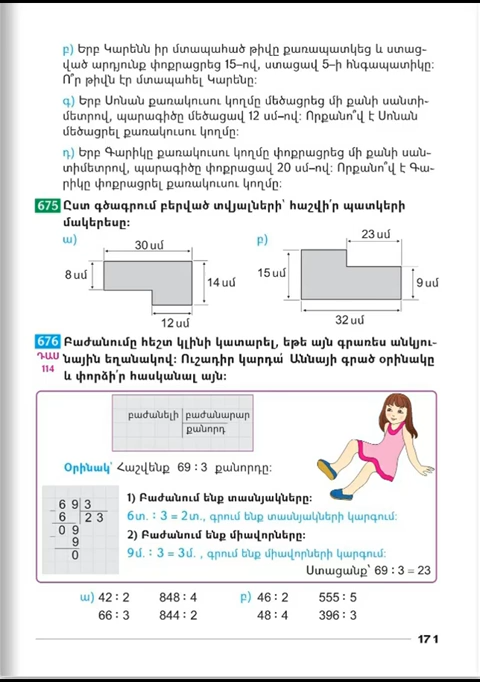 բ) Երբ Կարենն իր մտապահած թիվը քառապատկեց և ստաց-
ված արդյունք փոքրացրեց 15–ով, ստացավ 5–ի հնգապատիկը:
Ո՞ր թիվն էր մտապահել Կարենը:
գ) Երբ Սոնան քառակուսու կողմը մեծացրեց մի քանի սանտի-
մետրով, պարագիծը մեծացավ 12 սմ–ով: Որքանո՞վ է Սոնան
մեծացրել քառակուսու կողմը:
դ) Երբ Գարիկը քառակուսու կողմը փոքրացրեց մի քանի սան-
տիմետրով, պարագիծը փոքրացավ 20 սմ–ով: Որքանո՞վ է Գա-
րիկը փոքրացրել քառակուսու կողմը:
675 Ըստ գծագրում բերված տվյալների՝ հաշվի՛ր պատկերի
մակերեսը:
ա) 30 սմ
8 սմ 14 սմ
12 սմ
բ) 23 սմ
15 սմ 9 սմ
32 սմ
676 Բաժանումը հեշտ կլինի կատարել, եթե այն գրառես անկյու-
ԴԱՍ նային եղանակով: Ուշադիր կարդա՛ Աննայի գրած օրինակը
114 և փորձի՛ր հասկանալ այն:
բաժանելի բաժանարար
քանորդ
Օրինակ՝ Հաշվենք 69 : 3 քանորդը:
6 9 3
6 2 3
0 9
9
0
1) Բաժանում ենք տասնյակները:
6տ. : 3 = 2տ., գրում ենք տասնյակների կարգում:
2) Բաժանում ենք միավորները:
9մ. : 3 = 3մ. , գրում ենք միավորների կարգում:
Ստացանք՝ 69 : 3 = 23
ա) 42 : 2 848 : 4 բ) 46 : 2 555 : 5
66 : 3 844 : 2 48 : 4 396 : 3
171